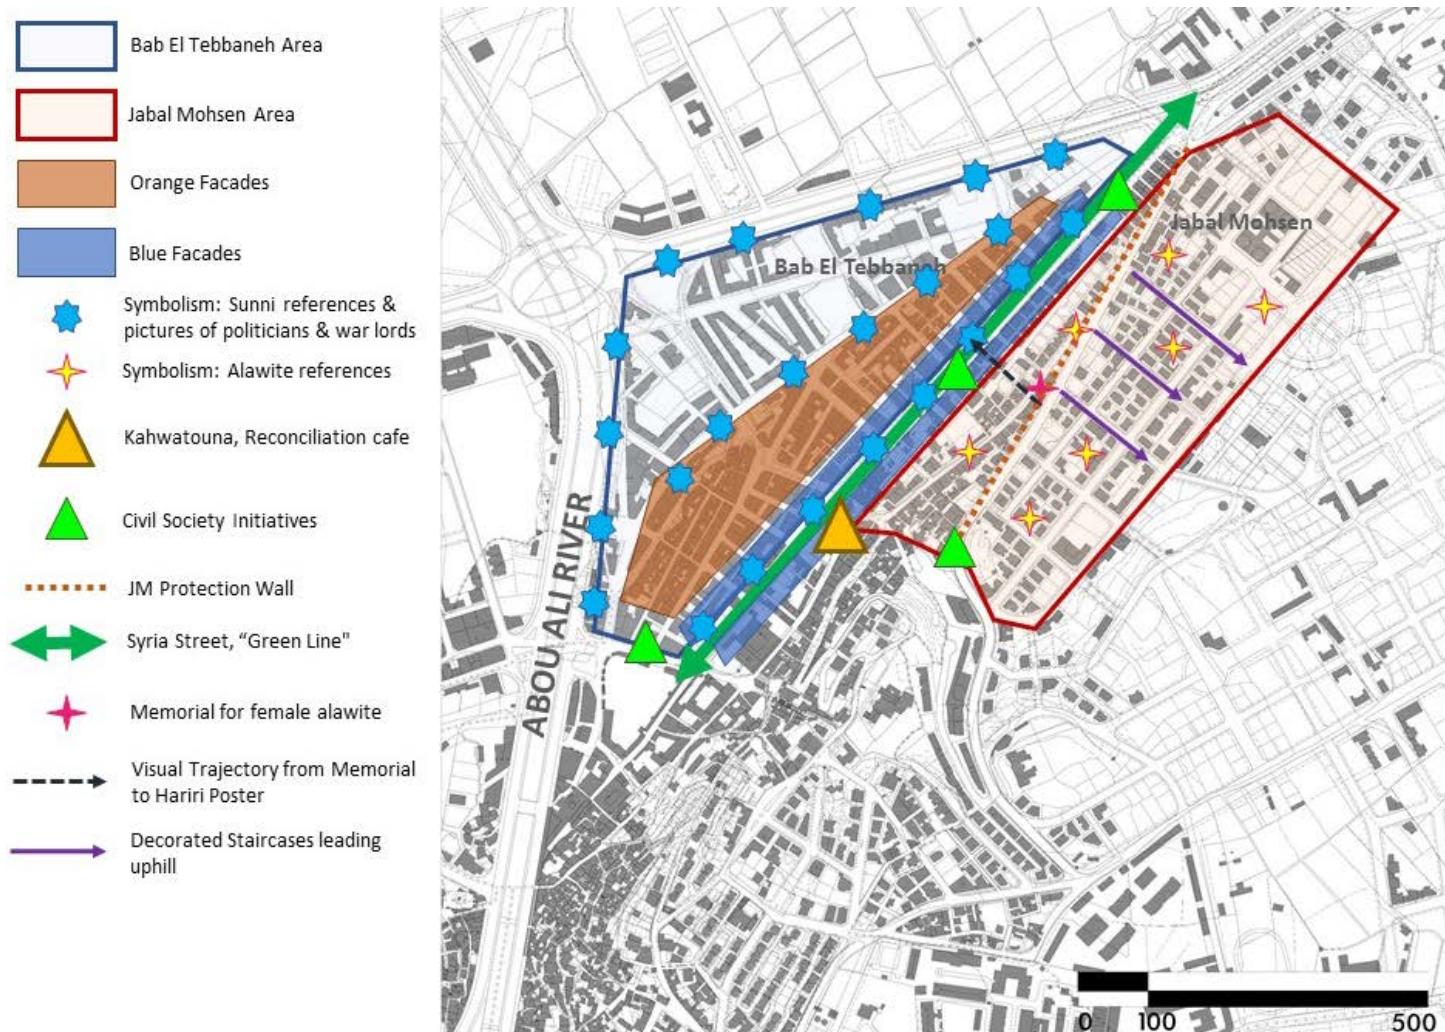 Bab El Tebbaneh Area
Jabal Mohsen Area
Orange Facades
Blue Facades
Symbolism: Sunni references &
pictures of politicians & war lords
Symbolism: Alawite references
Kahwatouna, Reconciliation cafe
Civil Society Initiatives
JM Protection Wall
Syria Street, “Green Line"
Memorial for female alawite
Visual Trajectory from Memorial
to Hariri Poster
Decorated Staircases leading
uphill
Jabal Mohsen
Bab El Tebbaneh
ABOU ALI RIVER
0 100 500